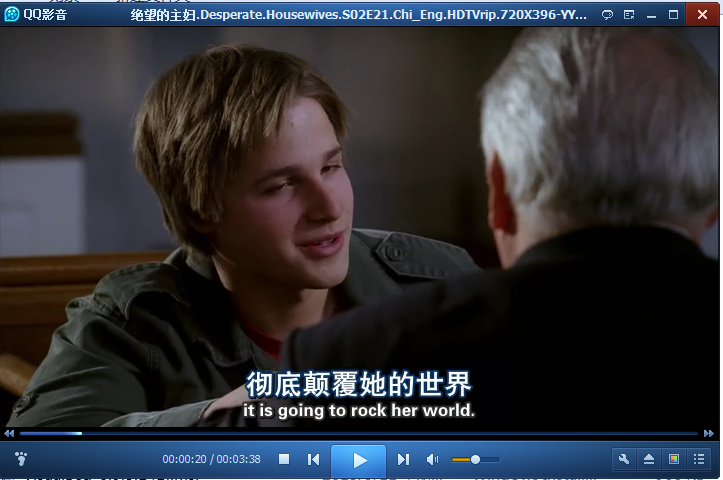 QQ影音
绝望的主妇.Desperate.Housewives.S02E21.Chi_Eng.HDTVrip.720X396-YY...
彻底颠覆她的世界
it is going to rock her world.
00:00:20 / 00:03:38